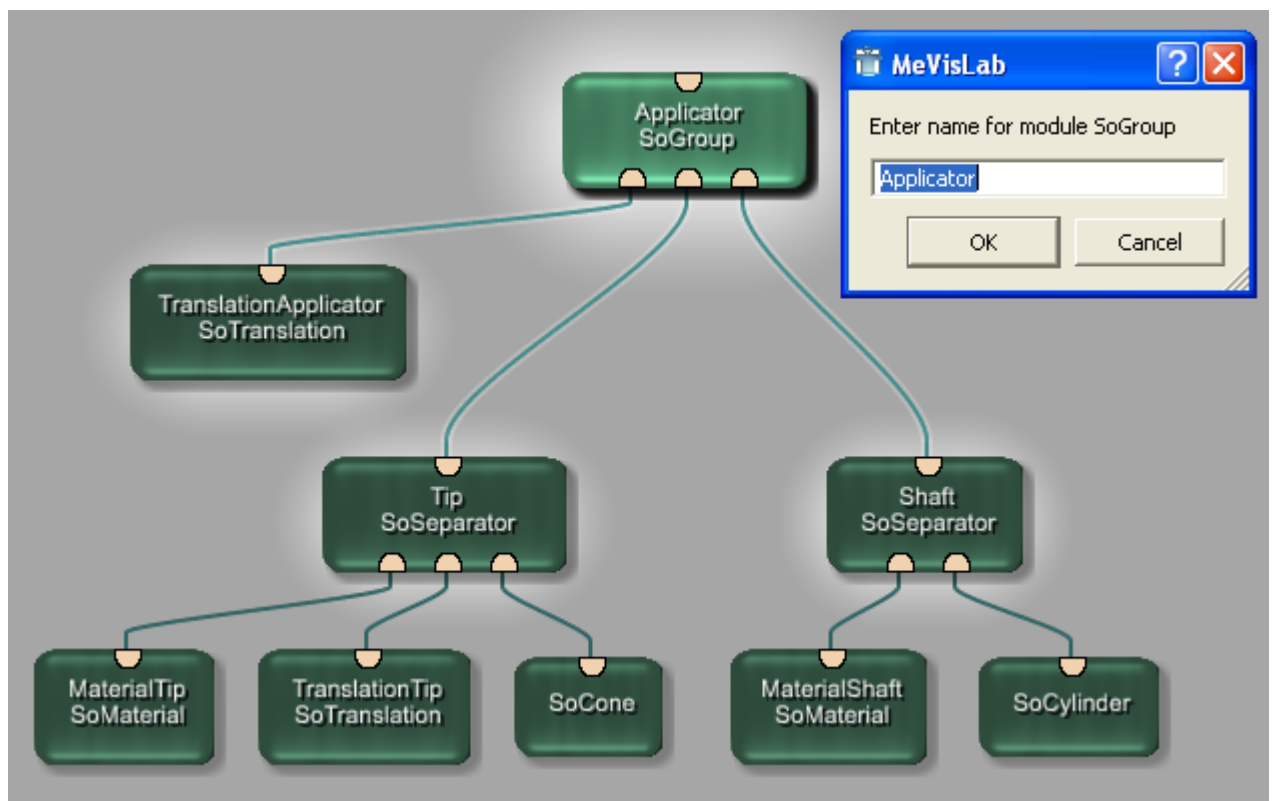 MeVisLab
Enter name for module SoGroup
Applicator
OK
Cancel
Applicator
SoGroup
TranslationApplicator
SoTranslation
Tip
SoSeparator
Shaft
SoSeparator
MaterialTip
SoMaterial
TranslationTip
SoTranslation
SoCone
MaterialShaft
SoMaterial
SoCylinder